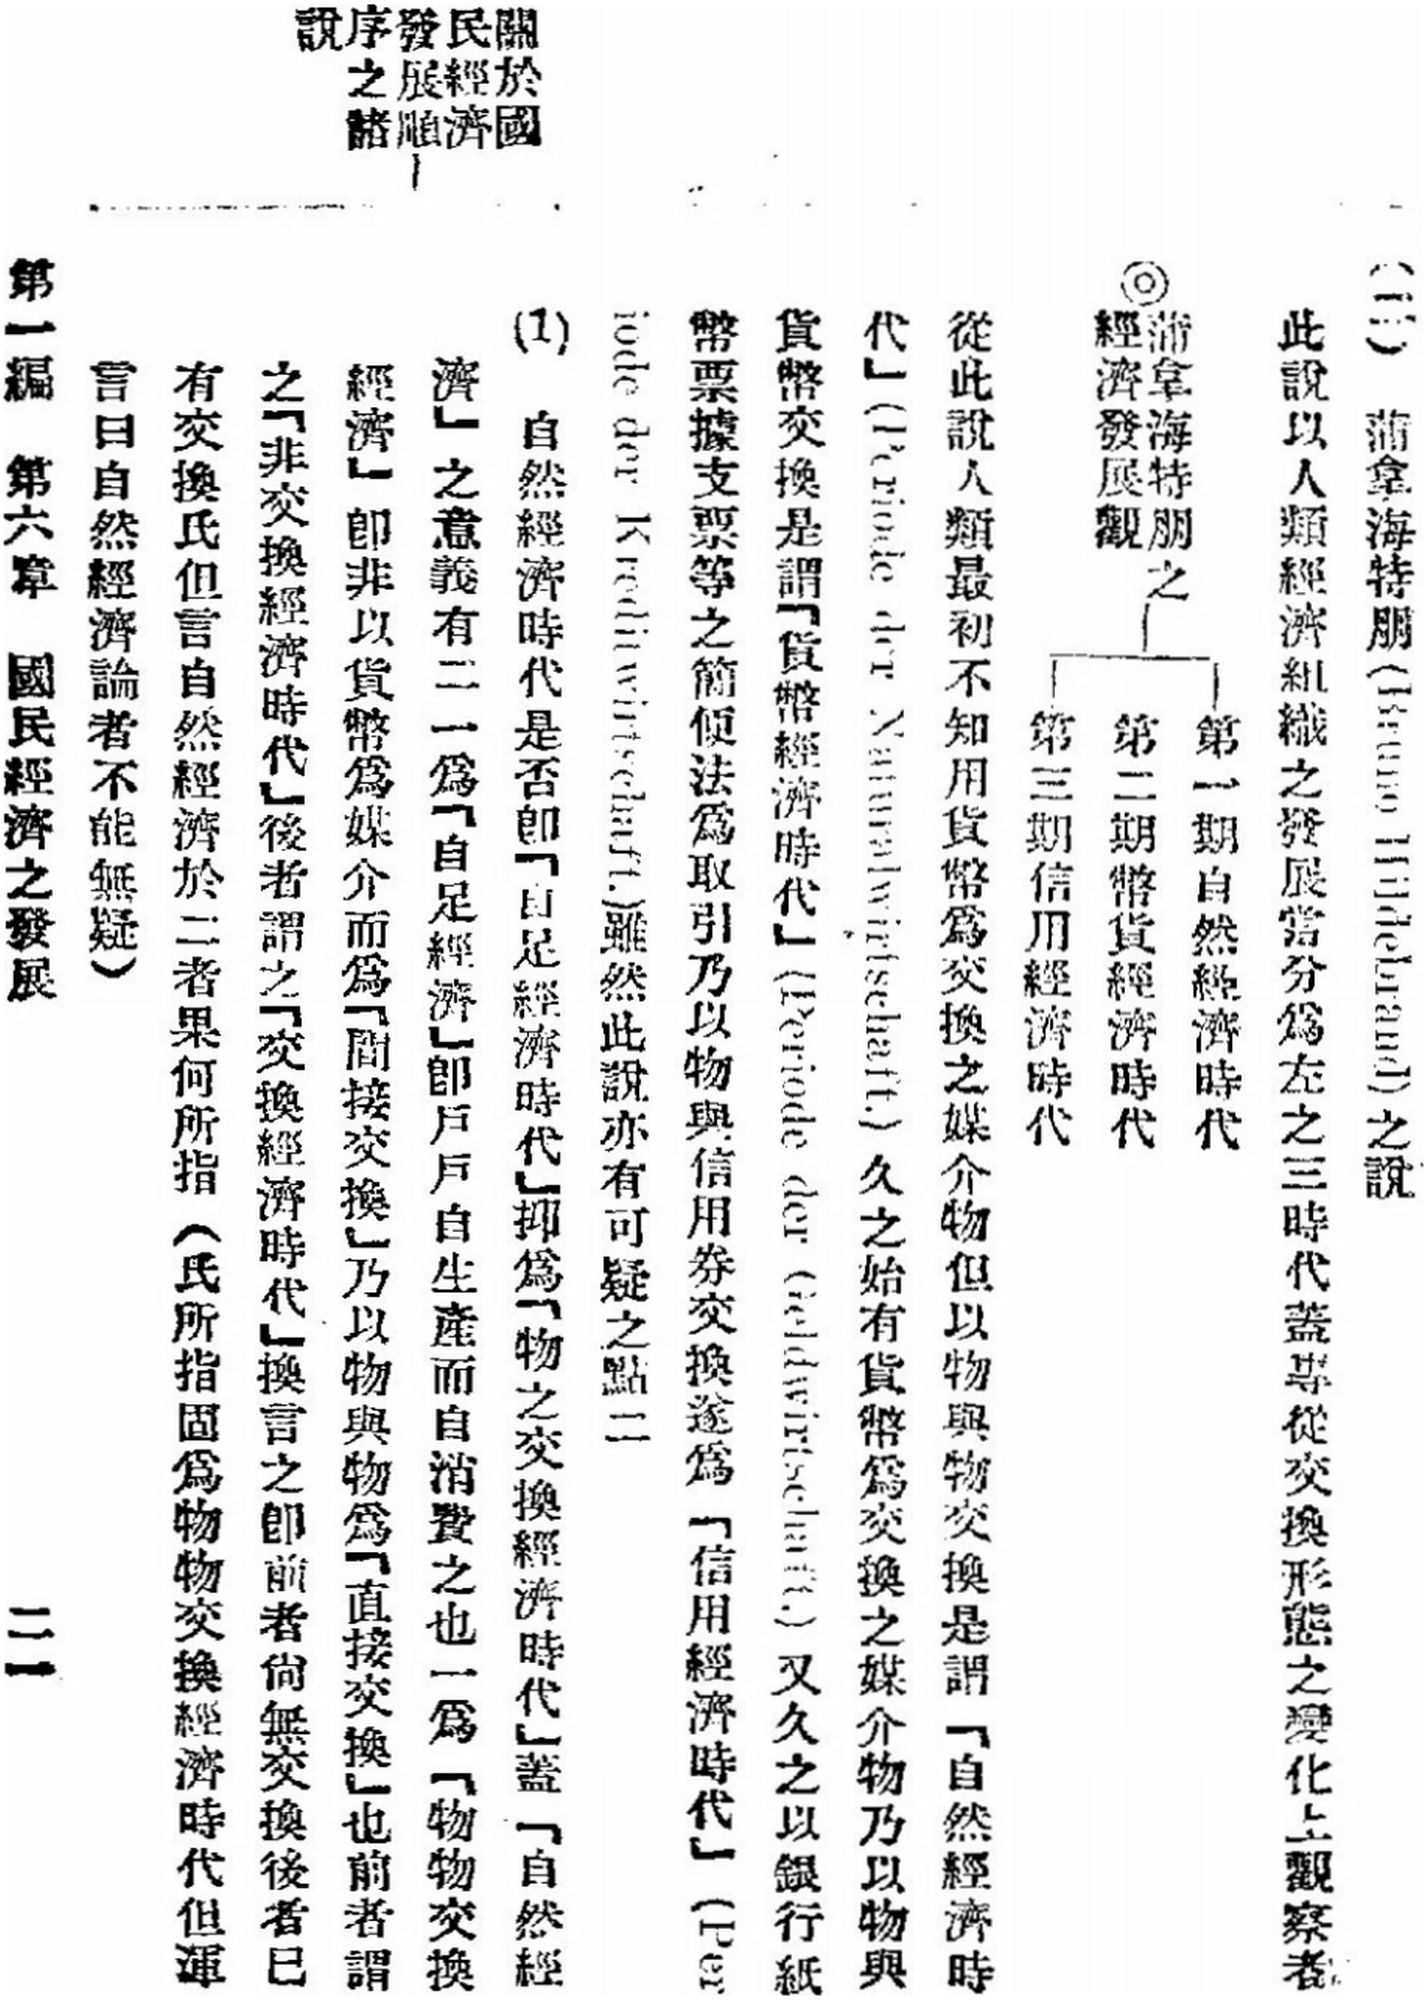 關於國
民經濟
發展順
序之諸
說
(二)　蒲拿海特朋(Bruno Hildebrand)之說
此說以人類經濟組織之發展當分爲左之三時代蓋專從交換形態之變化上觀察者
◎蒲拿海特朋之
經濟發展觀
第一期自然經濟時代
第二期幣貨經濟時代
第三期信用經濟時代
從此說人類最初不知用貨幣爲交換之媒介物但以物與物交換是謂「自然經濟時
代」(Periode der Naturalwirtschaft.)久之始有貨幣爲交換之媒介物乃以物與
貨幣交換是謂「貨幣經濟時代」(Periode der Geldwirtschaft.)又久之以銀行紙
幣票據支票等之簡便法爲取引乃以物與信用券交換遂爲「信用經濟時代」(Per
iode der Kreditwirtschaft.)雖然此說亦有可疑之點二
(1)　自然經濟時代是否卽「自足經濟時代」抑爲「物之交換經濟時代」蓋「自然經
濟」之意義有二一爲「自足經濟」卽戶戶自生產而自消費之也一爲「物物交換
經濟」卽非以貨幣爲媒介而爲「間接交換」乃以物與物爲「直接交換」也前者謂
之「非交換經濟時代」後者謂之「交換經濟時代」換言之卽前者尙無交換後者已
有交換氏但言自然經濟於二者果何所指(氏所指固爲物物交換經濟時代但渾
言曰自然經濟論者不能無疑)
第一編　第六章　國民經濟之發展　二一